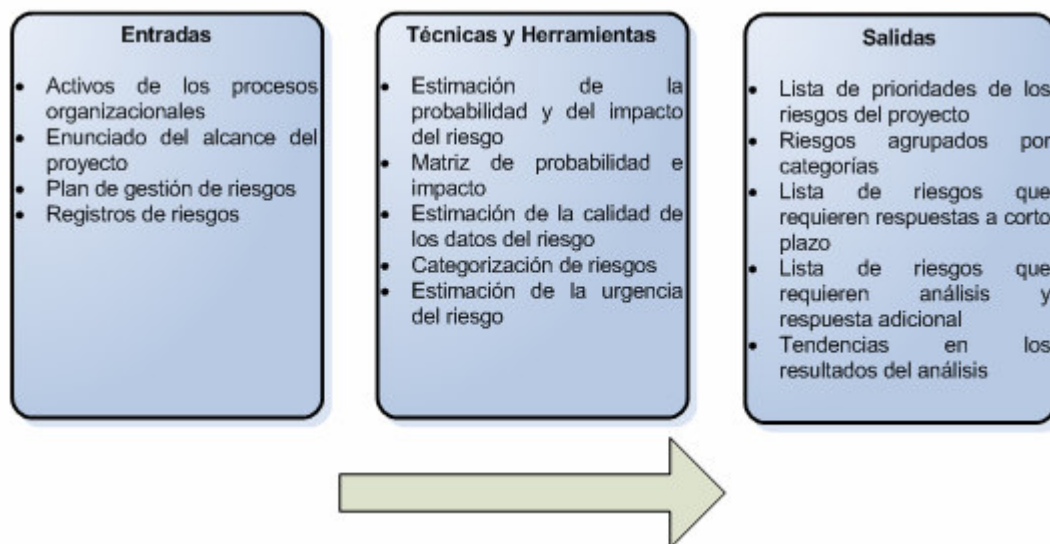 Entradas
• Activos de los procesos
organizacionales
• Enunciado del alcance del
proyecto
• Plan de gestión de riesgos
• Registros de riesgos
Técnicas y Herramientas
• Estimación de la
probabilidad y del impacto
del riesgo
• Matriz de probabilidad e
impacto
• Estimación de la calidad de
los datos del riesgo
• Categorización de riesgos
• Estimación de la urgencia
del riesgo
Salidas
• Lista de prioridades de los
riesgos del proyecto
• Riesgos agrupados por
categorías
• Lista de riesgos que
requieren respuestas a corto
plazo
• Lista de riesgos que
requieren análisis y
respuesta adicional
• Tendencias en los
resultados del análisis